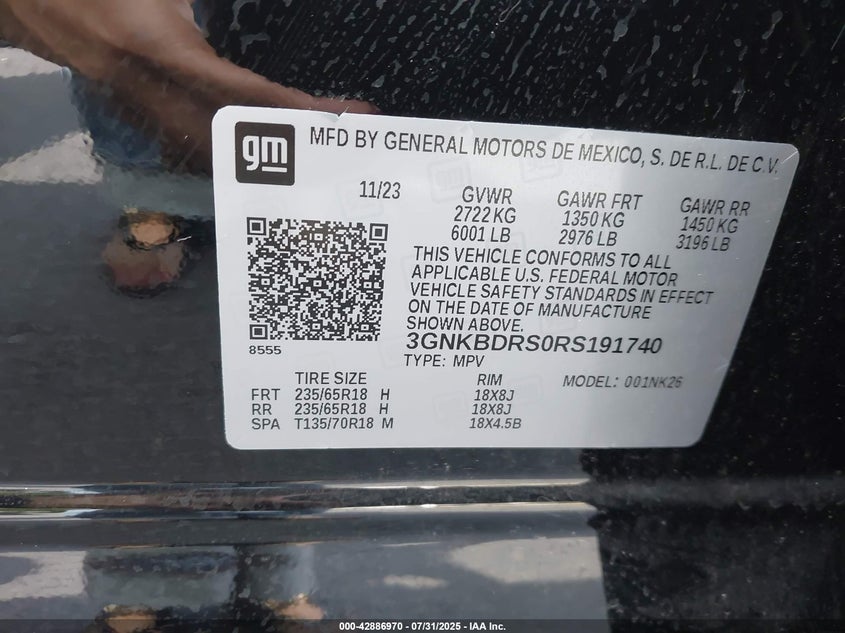 gm MFD BY GENERAL MOTORS DE MEXICO, S. DE R.L. DE C.V.
11/23 GVWR GAWR FRT GAWR RR
2722 KG 1350 KG 1450 KG
6001 LB 2976 LB 3196 LB
THIS VEHICLE CONFORMS TO ALL
APPLICABLE U.S. FEDERAL MOTOR
VEHICLE SAFETY STANDARDS IN EFFECT
ON THE DATE OF MANUFACTURE
SHOWN ABOVE.
8555
3GNKBDRS0RS191740
TYPE: MPV
TIRE SIZE RIM MODEL: 001NK26
FRT 235/65R18 H 18X8J
RR 235/65R18 H 18X8J
SPA T135/70R18 M 18X4.5B
000-42886970 - 07/31/2025 - IAA Inc.